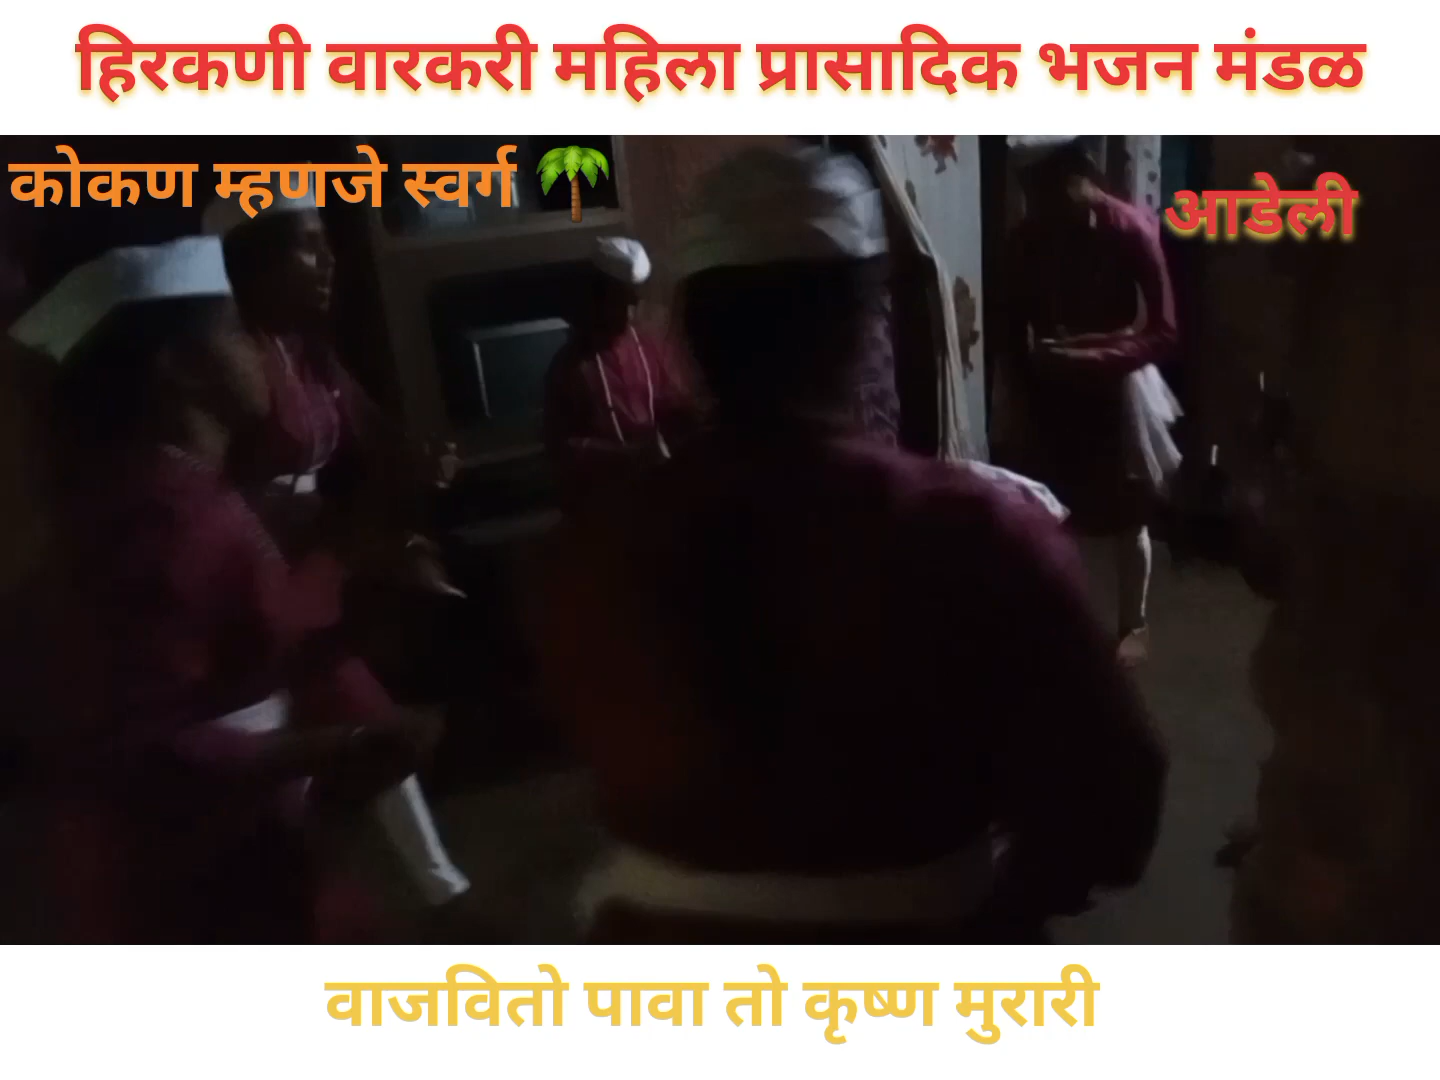 हिरकणी वारकरी महिला प्रासादिक भजन मंडळ
कोकण म्हणजे स्वर्ग 🌴
आडेली
वाजवितो पावा तो कृष्ण मुरारी